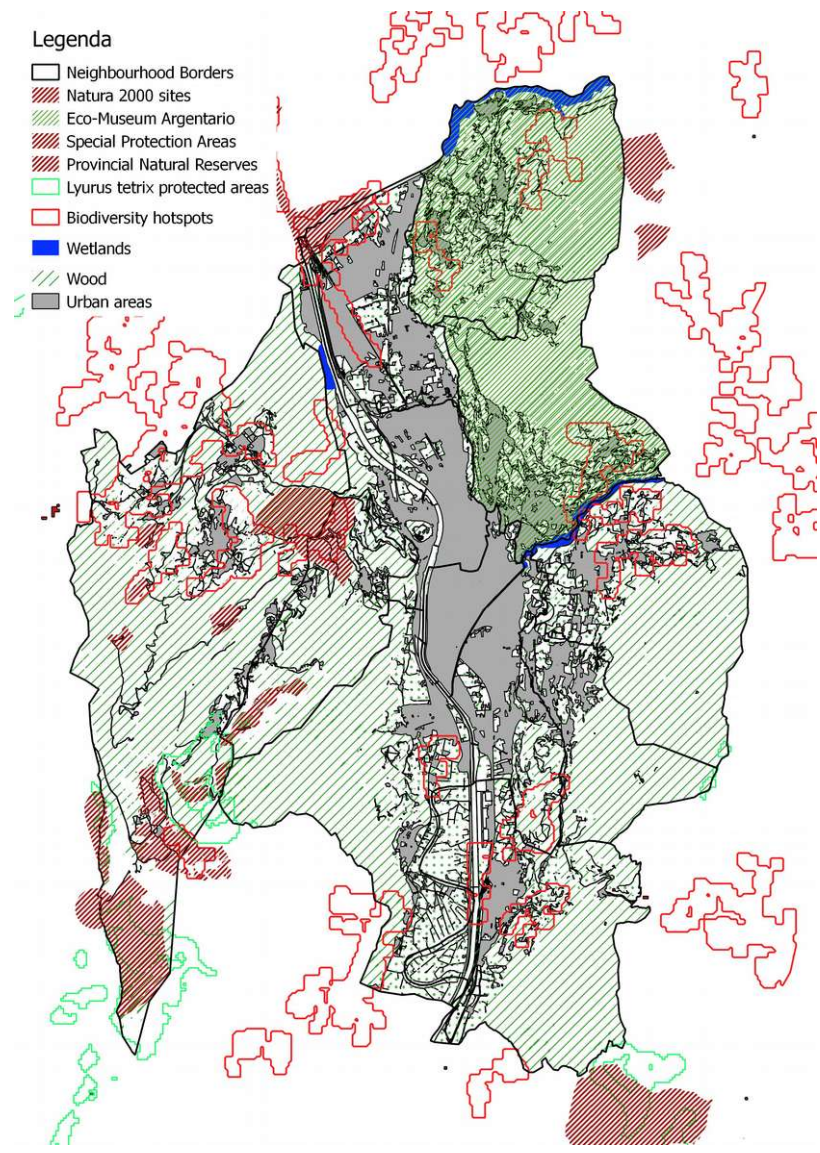 Legenda
Neighbourhood Borders
Natura 2000 sites
Eco-Museum Argentario
Special Protection Areas
Provincial Natural Reserves
Lyurus tetrix protected areas
Biodiversity hotspots
Wetlands
Wood
Urban areas